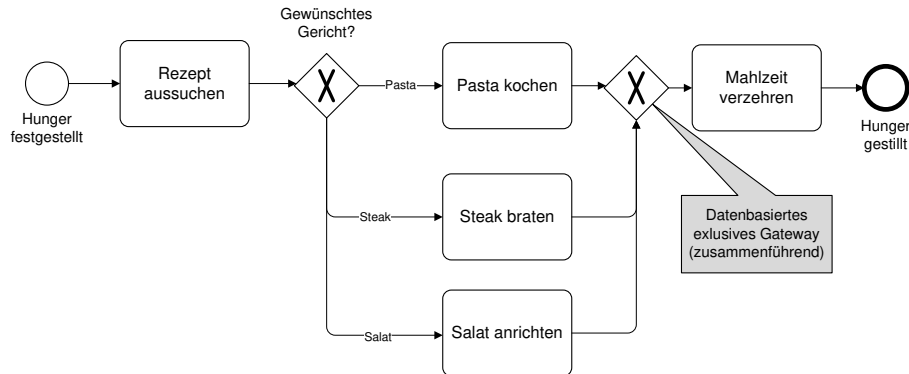 Gewünschtes
Gericht?
Hunger
festgestellt
Rezept
aussuchen
X
Pasta
Pasta kochen
X
Mahlzeit
verzehren
Hunger
gestillt
Steak
Steak braten
Datenbasiertes
exlusives Gateway
(zusammenführend)
Salat
Salat anrichten